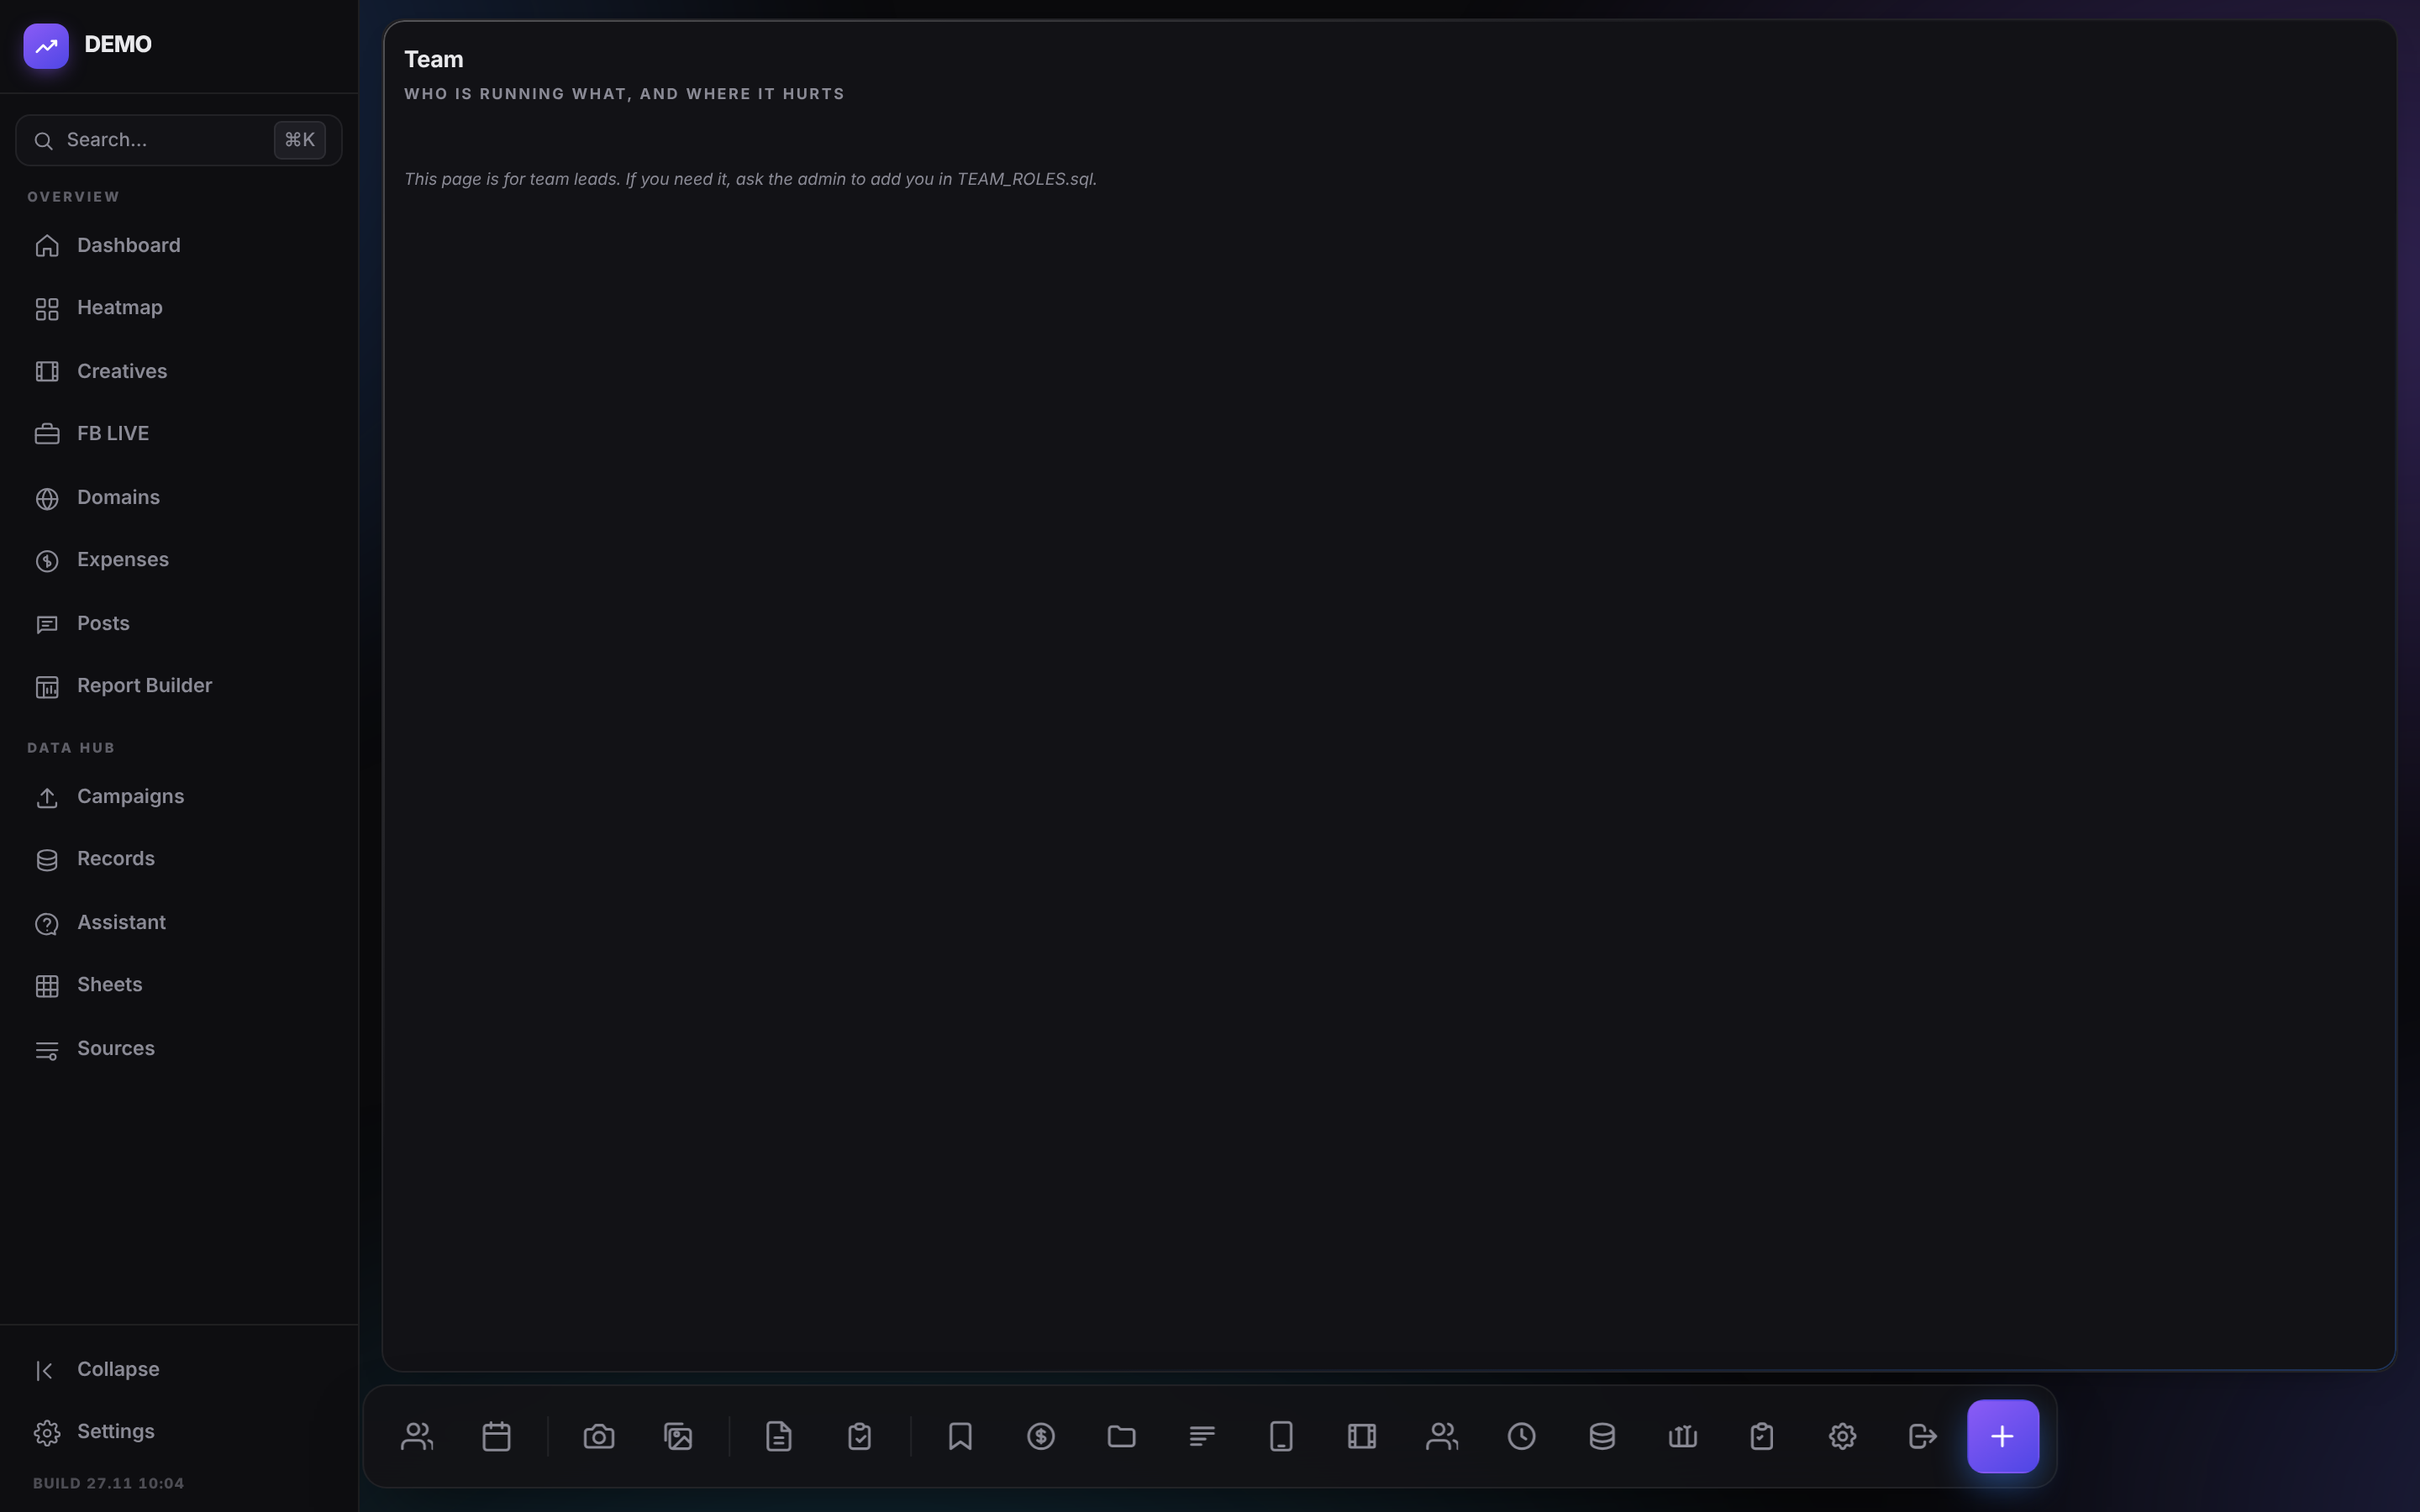 DEMO
Search...
⌘K
OVERVIEW
Dashboard
Heatmap
Creatives
FB LIVE
Domains
Expenses
Posts
Report Builder
DATA HUB
Campaigns
Records
Assistant
Sheets
Sources
Collapse
Settings
BUILD 27.11 10:04
Team
WHO IS RUNNING WHAT, AND WHERE IT HURTS
This page is for team leads. If you need it, ask the admin to add you in TEAM_ROLES.sql.